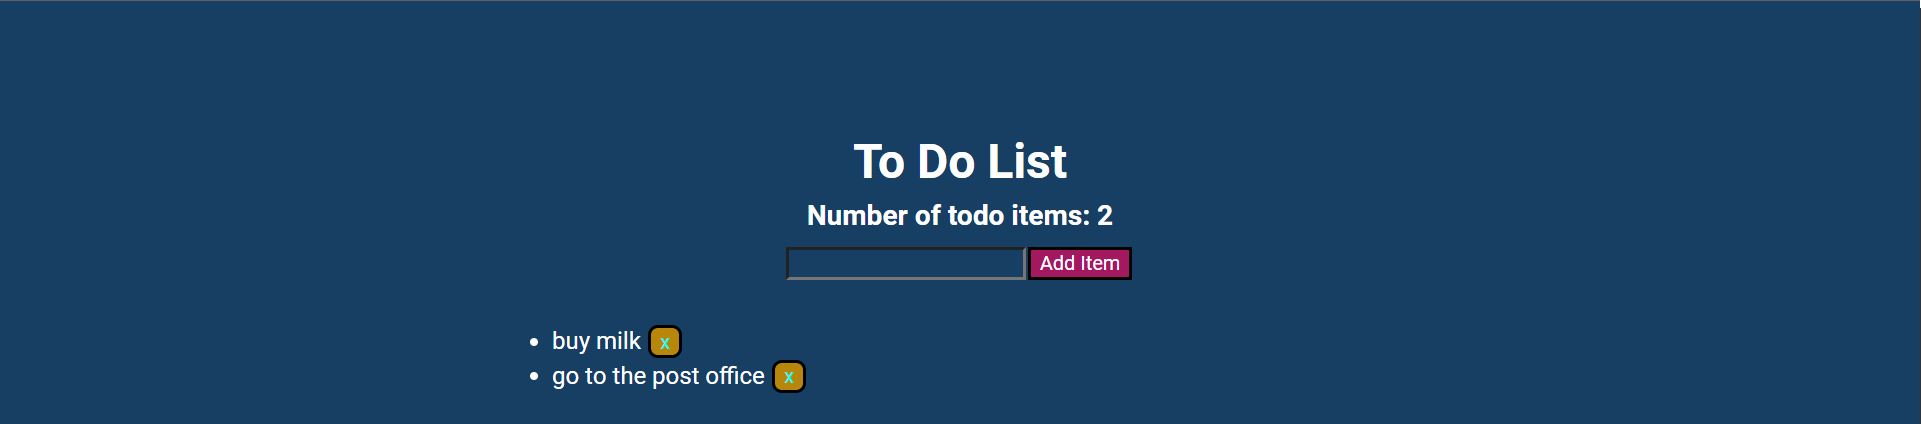 To Do List
Number of todo items: 2
Add Item
buy milk x
go to the post office x